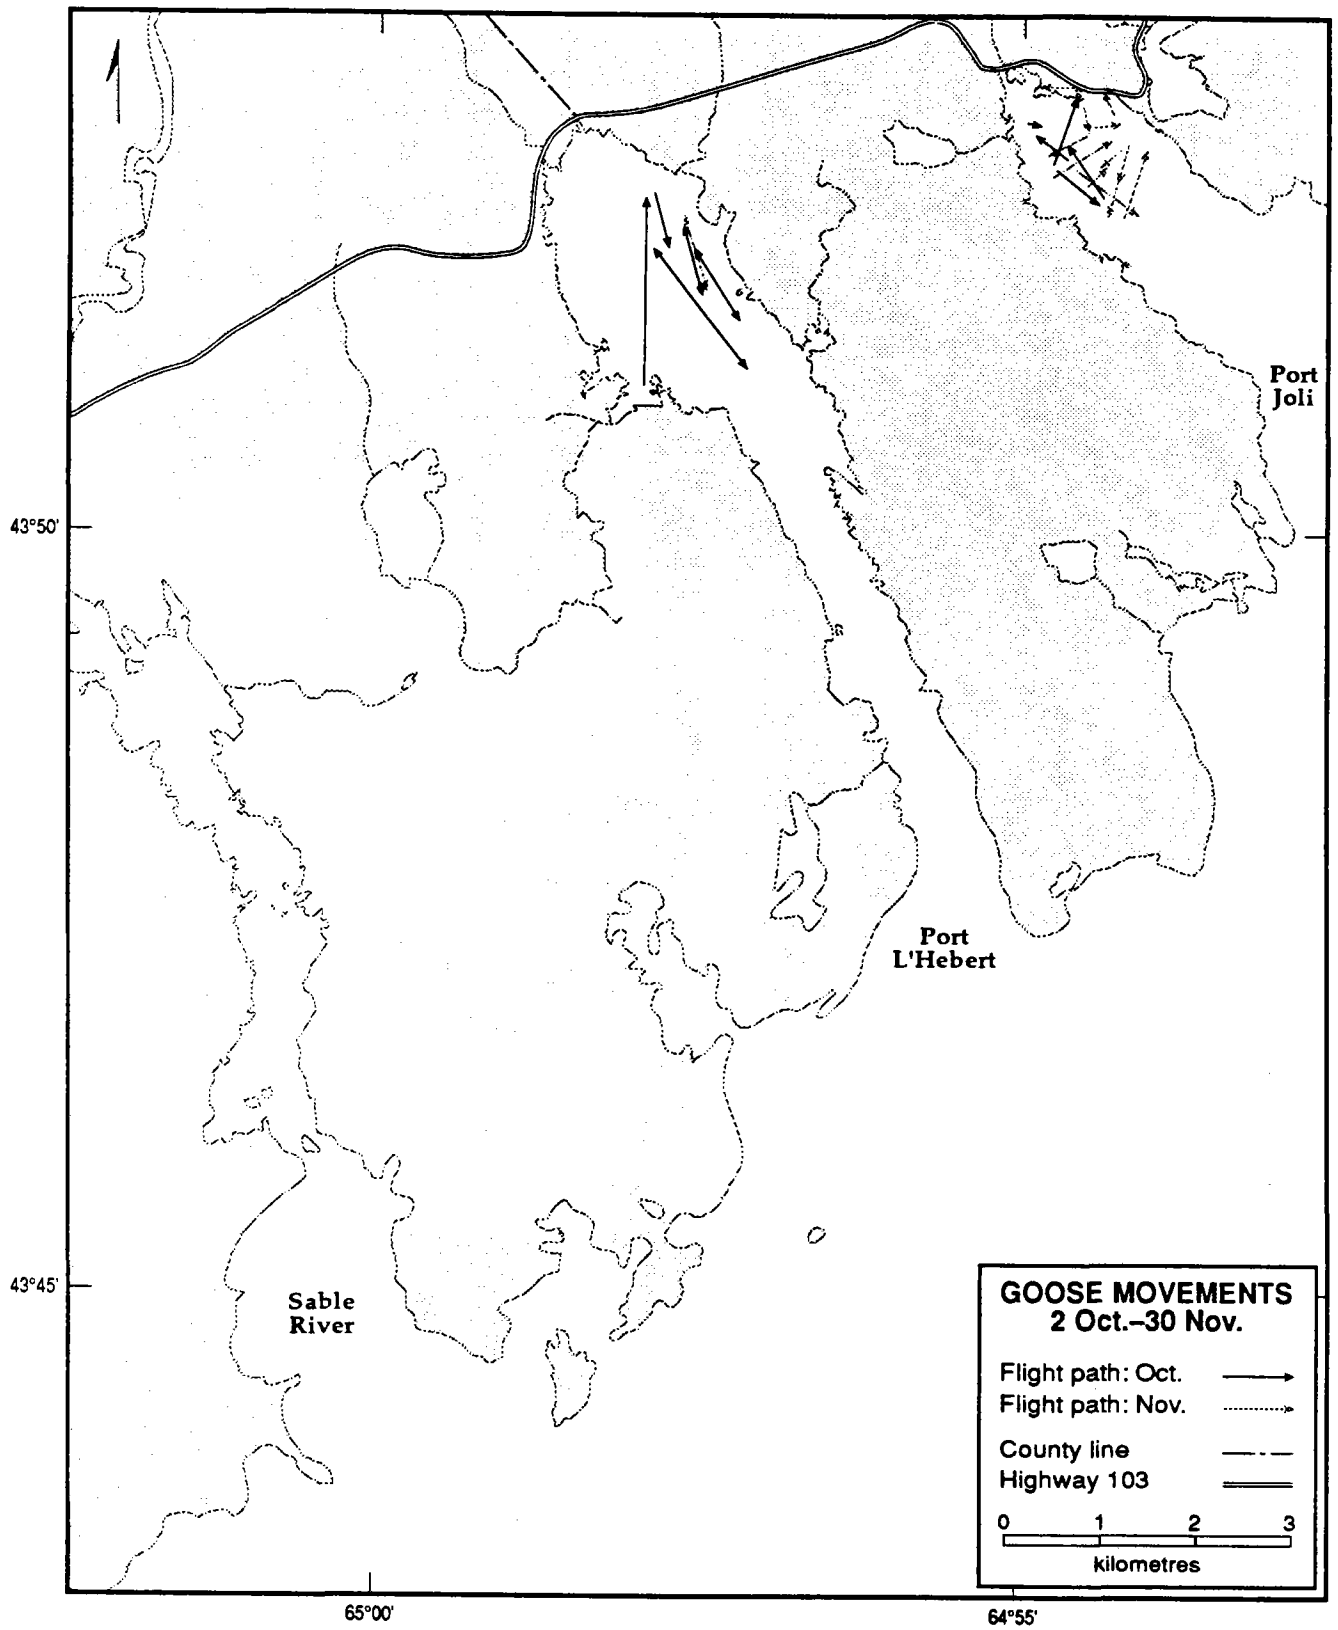 Port
Joli
43°50'
Port
L'Hebert
43°45'
Sable
River
GOOSE MOVEMENTS
2 Oct.–30 Nov.
Flight path: Oct.
Flight path: Nov.
County line
Highway 103
0 1 2 3
kilometres
65°00' 64°55'